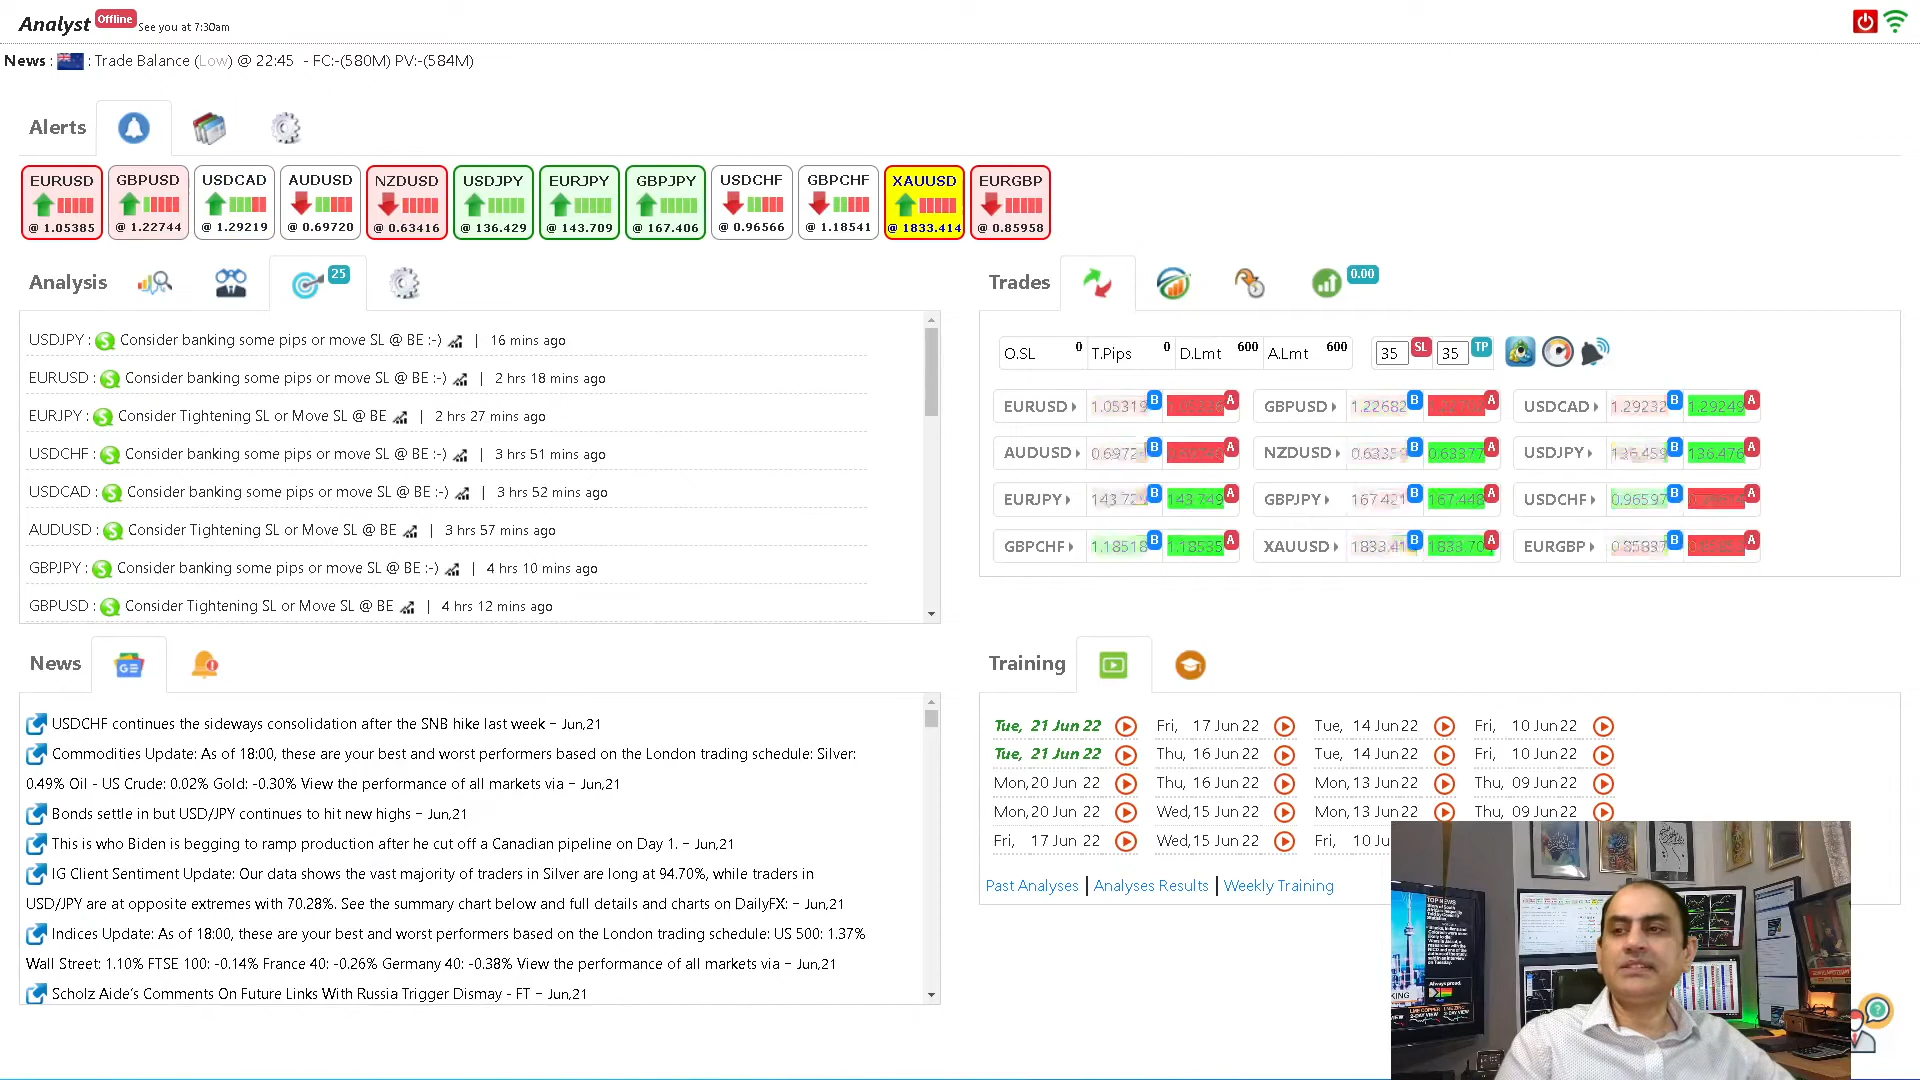 Analyst Offline See you at 7:30am
News : : Trade Balance (Low) @ 22:45 - FC:-(580M) PV:-(584M)
Alerts
EURUSD GBPUSD USDCAD AUDUSD NZDUSD USDJPY EURJPY GBPJPY USDCHF GBPCHF XAUUSD EURGBP
@ 1.05385 @ 1.22744 @ 1.29219 @ 0.69720 @ 0.63416 @ 136.429 @ 143.709 @ 167.406 @ 0.96566 @ 1.18541 @ 1833.414 @ 0.85958
Analysis 25
USDJPY : Consider banking some pips or move SL @ BE :-) | 16 mins ago
EURUSD : Consider banking some pips or move SL @ BE :-) | 2 hrs 18 mins ago
EURJPY : Consider Tightening SL or Move SL @ BE | 2 hrs 27 mins ago
USDCHF : Consider banking some pips or move SL @ BE :-) | 3 hrs 51 mins ago
USDCAD : Consider banking some pips or move SL @ BE :-) | 3 hrs 52 mins ago
AUDUSD : Consider Tightening SL or Move SL @ BE | 3 hrs 57 mins ago
GBPJPY : Consider banking some pips or move SL @ BE :-) | 4 hrs 10 mins ago
GBPUSD : Consider Tightening SL or Move SL @ BE | 4 hrs 12 mins ago
Trades 0.00
O.SL 0 T.Pips 0 D.Lmt 600 A.Lmt 600 35 SL 35 TP
EURUSD 1.05319 B A GBPUSD 1.22682 B A USDCAD 1.29232 B 1.29249 A
AUDUSD B A NZDUSD B 0.63377 A USDJPY 136.459 B 136.476 A
EURJPY B 143.749 A GBPJPY 167.421 B 167.448 A USDCHF 0.96597 B A
GBPCHF 1.18518 B 1.18535 A XAUUSD B A EURGBP B A
News
USDCHF continues the sideways consolidation after the SNB hike last week − Jun,21
Commodities Update: As of 18:00, these are your best and worst performers based on the London trading schedule: Silver:
0.49% Oil - US Crude: 0.02% Gold: -0.30% View the performance of all markets via − Jun,21
Bonds settle in but USD/JPY continues to hit new highs − Jun,21
This is who Biden is begging to ramp production after he cut off a Canadian pipeline on Day 1. − Jun,21
IG Client Sentiment Update: Our data shows the vast majority of traders in Silver are long at 94.70%, while traders in
USD/JPY are at opposite extremes with 70.28%. See the summary chart below and full details and charts on DailyFX: − Jun,21
Indices Update: As of 18:00, these are your best and worst performers based on the London trading schedule: US 500: 1.37%
Wall Street: 1.10% FTSE 100: -0.14% France 40: -0.26% Germany 40: -0.38% View the performance of all markets via − Jun,21
Scholz Aide's Comments On Future Links With Russia Trigger Dismay - FT − Jun,21
Training
Tue, 21 Jun 22 Fri, 17 Jun 22 Tue, 14 Jun 22 Fri, 10 Jun 22
Tue, 21 Jun 22 Thu, 16 Jun 22 Tue, 14 Jun 22 Fri, 10 Jun 22
Mon, 20 Jun 22 Thu, 16 Jun 22 Mon, 13 Jun 22 Thu, 09 Jun 22
Mon, 20 Jun 22 Wed, 15 Jun 22 Mon, 13 Jun 22 Thu, 09 Jun 22
Fri, 17 Jun 22 Wed, 15 Jun 22 Fri, 10 Ju
Past Analyses | Analyses Results | Weekly Training
TOP NEWS
Always proud.
KING